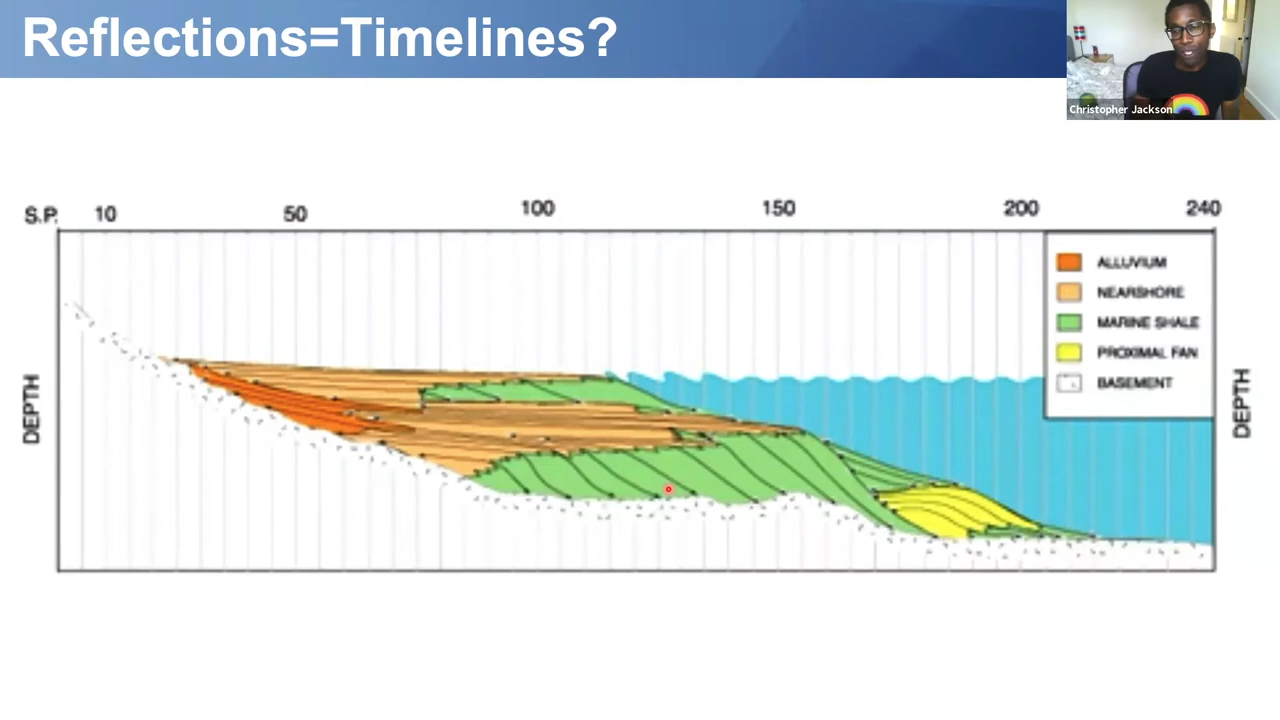 Reflections=Timelines?
Christopher Jackson
S.P. 10 50 100 150 200 240
ALLUVIUM
NEARSHORE
MARINE SHALE
PROXIMAL FAN
BASEMENT
DEPTH
DEPTH